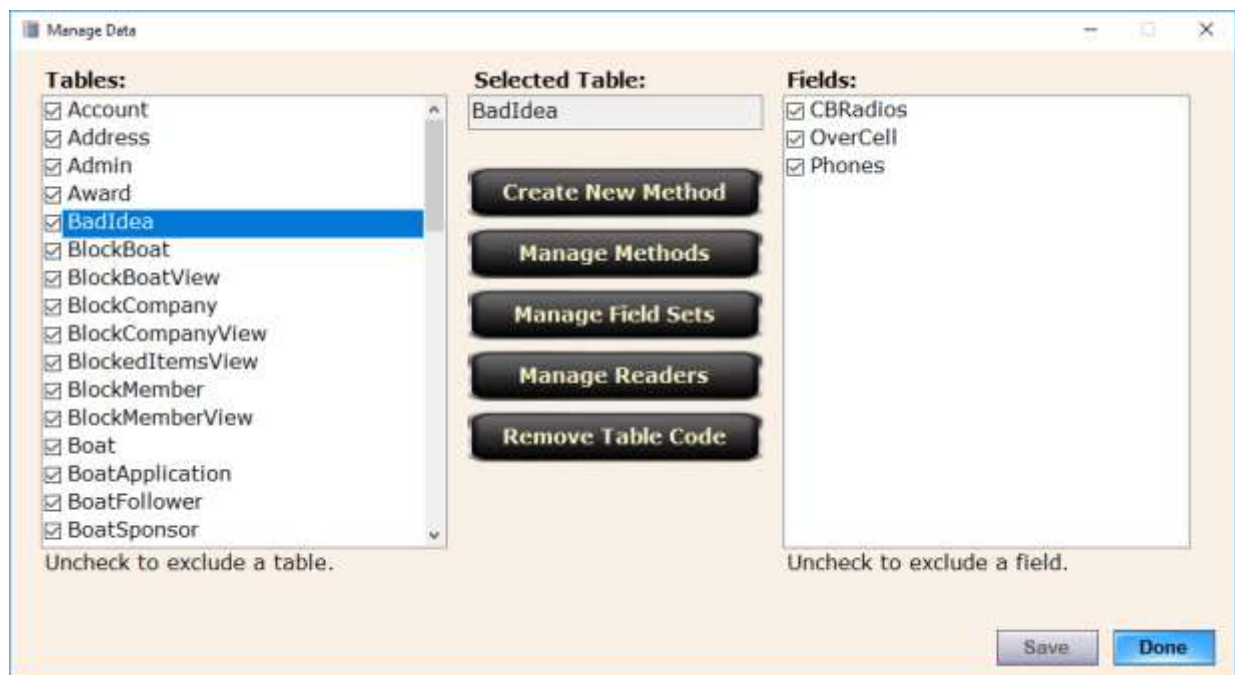 Manage Data
Tables:
Account
Address
Admin
Award
BadIdea
BlockBoat
BlockBoatView
BlockCompany
BlockCompanyView
BlockedItemsView
BlockMember
BlockMemberView
Boat
BoatApplication
BoatFollower
BoatSponsor
Uncheck to exclude a table.
Selected Table:
BadIdea
Create New Method
Manage Methods
Manage Field Sets
Manage Readers
Remove Table Code
Fields:
CBRadios
OverCell
Phones
Uncheck to exclude a field.
Save
Done